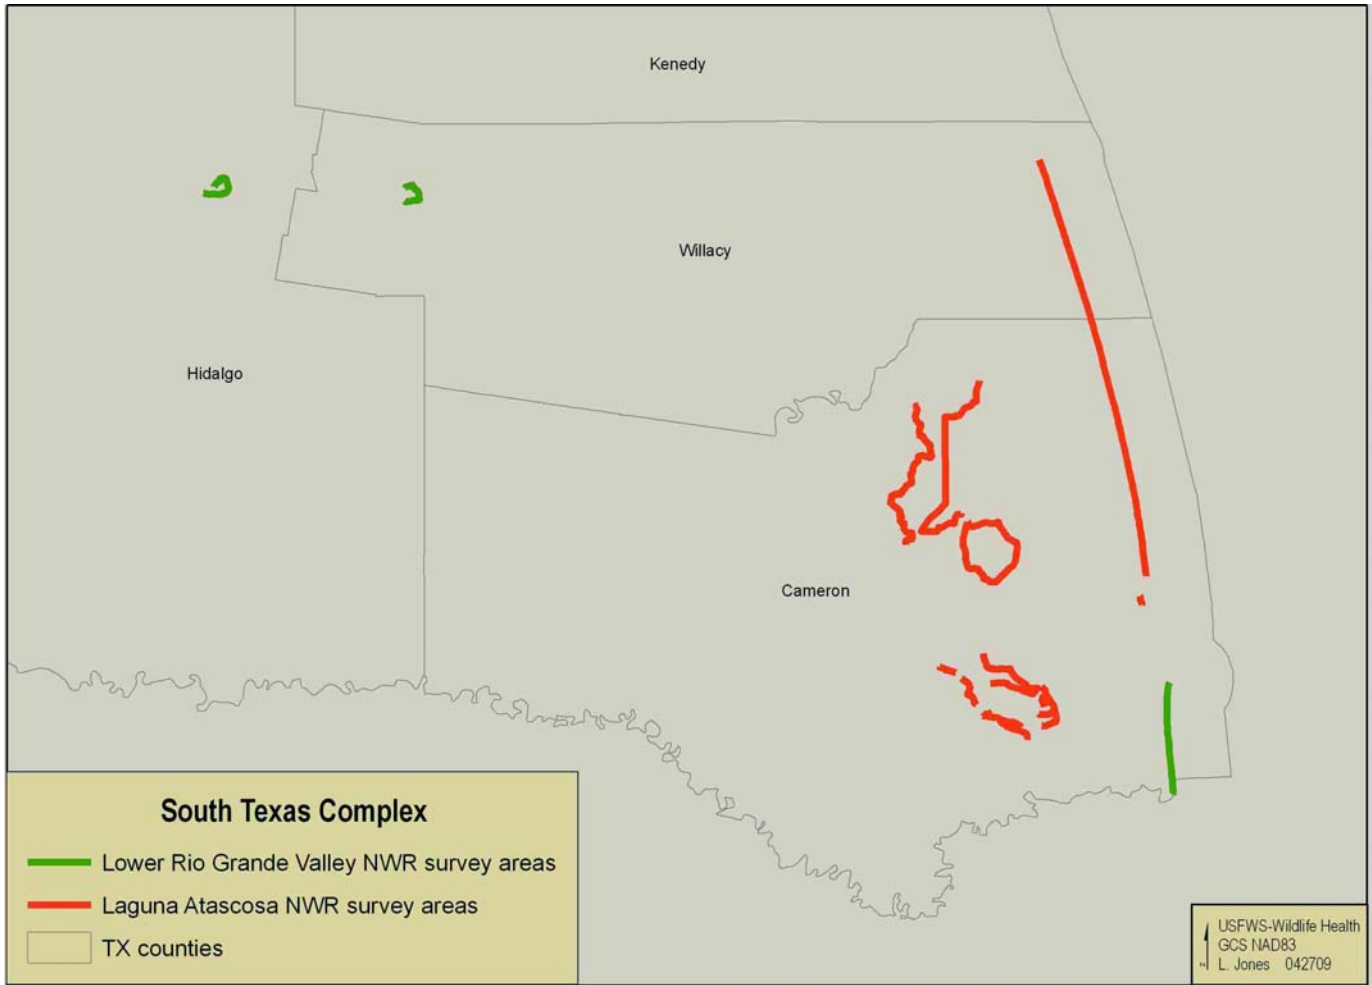 Kenedy
Willacy
Hidalgo
Cameron
South Texas Complex
Lower Rio Grande Valley NWR survey areas
Laguna Atascosa NWR survey areas
TX counties
USFWS-Wildlife Health
GCS NAD83
L. Jones 042709